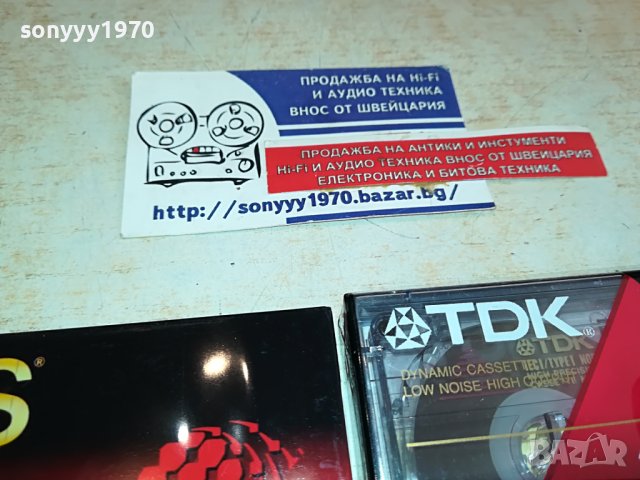 sonyyy1970
ПРОДАЖБА НА Hi-Fi
И АУДИО ТЕХНИКА
ВНОС ОТ ШВЕЙЦАРИЯ
ПРОДАЖБА НА АНТИКИ И ИНСТУМЕНТИ
Hi-Fi И АУДИО ТЕХНИКА ВНОС ОТ ШВЕЙЦАРИЯ
ЕЛЕКТРОНИКА И БИТОВА ТЕХНИКА
http://sonyyy1970.bazar.bg/
S®
TDK®
DYNAMIC CASSETTE
LOW NOISE HIGH
BAZAR